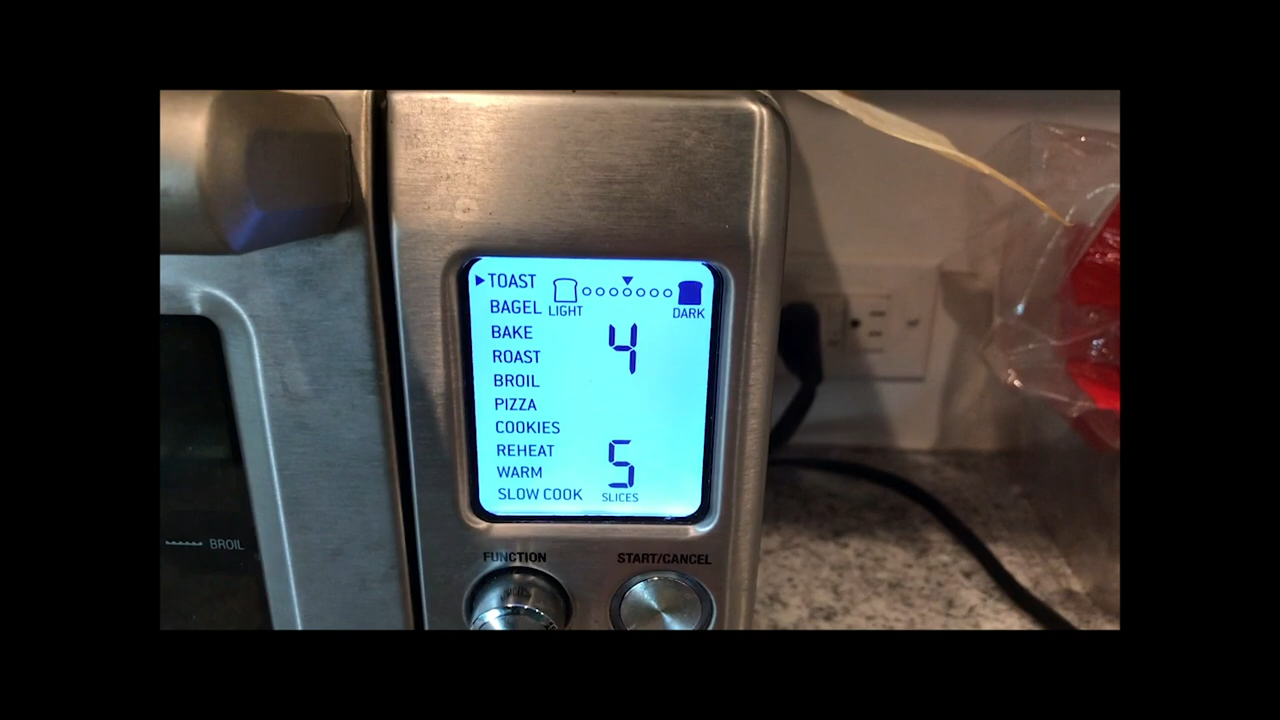 TOAST
BAGEL
BAKE
ROAST
BROIL
PIZZA
COOKIES
REHEAT
WARM
SLOW COOK
LIGHT
DARK
4
5
SLICES
BROIL
FUNCTION
START/CANCEL